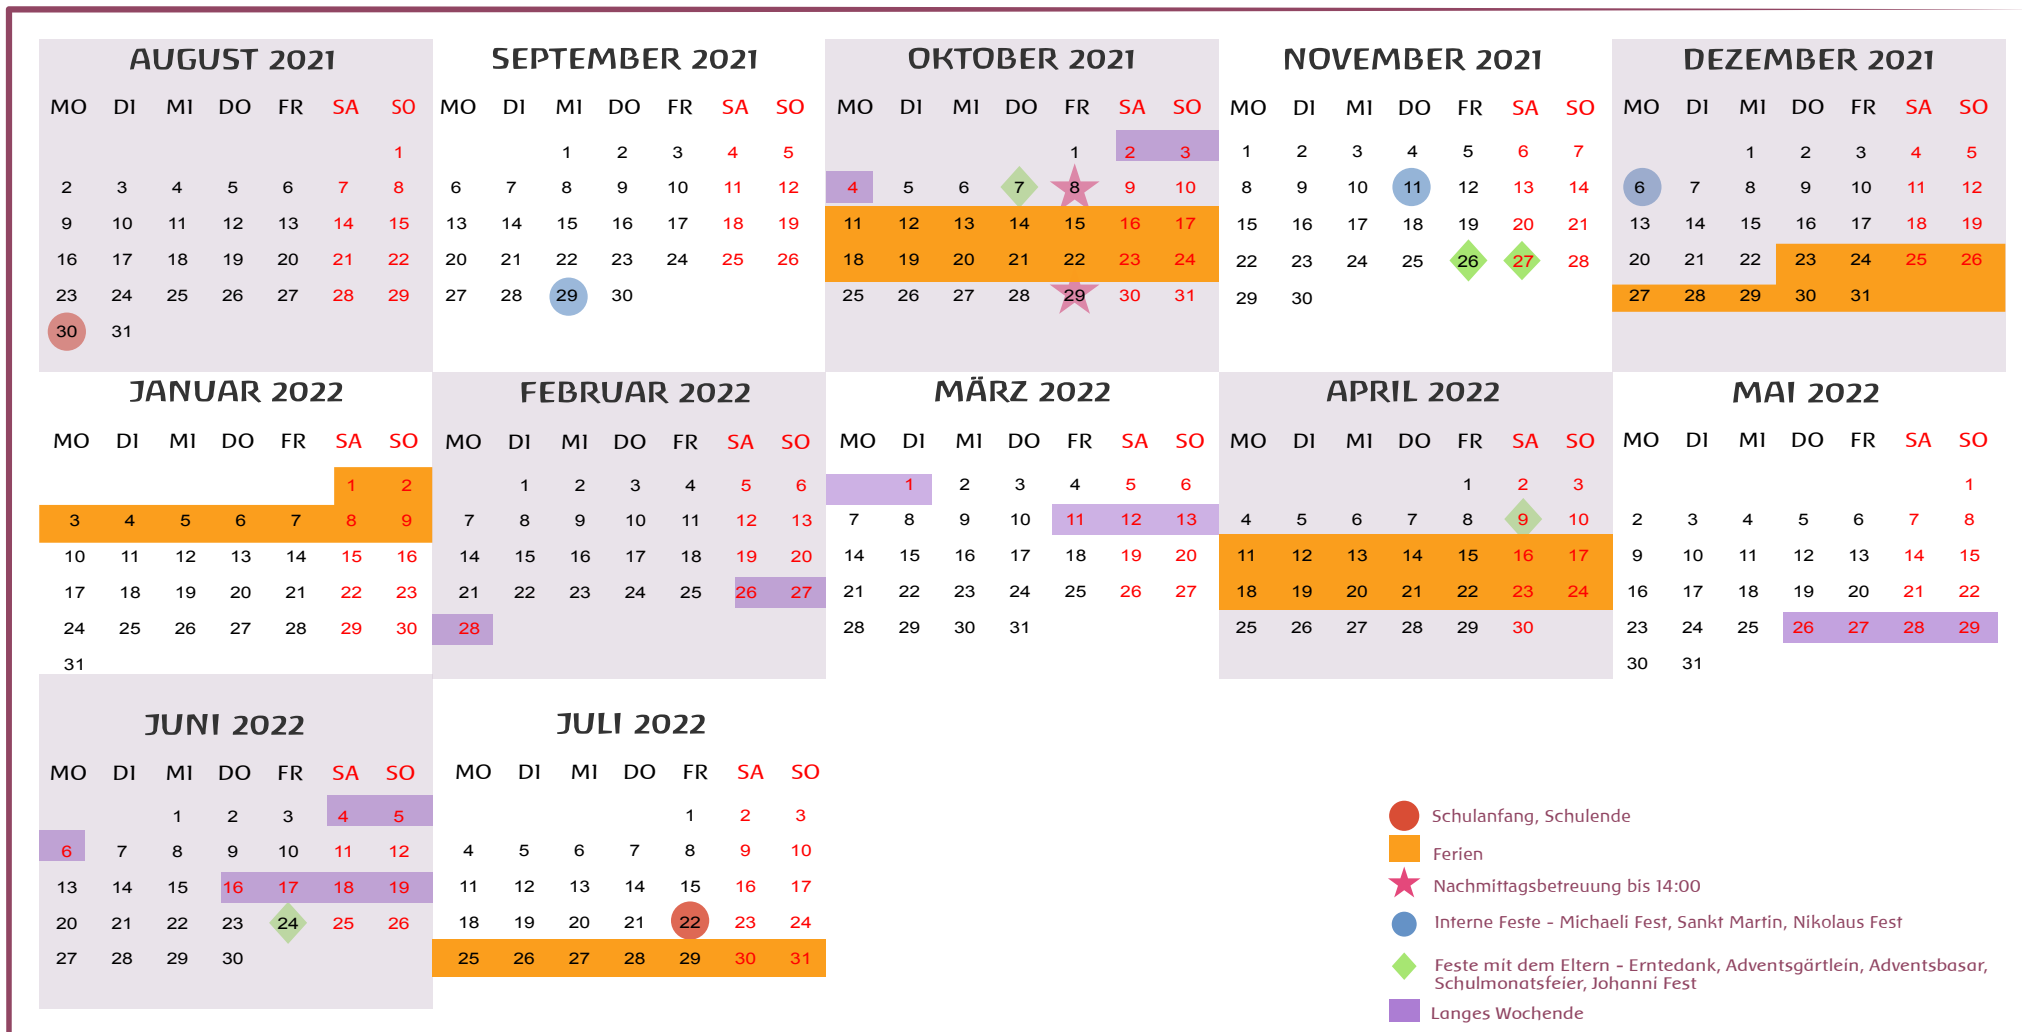 AUGUST 2021
MO DI MI DO FR SA SO
1
2 3 4 5 6 7 8
9 10 11 12 13 14 15
16 17 18 19 20 21 22
23 24 25 26 27 28 29
30 31
SEPTEMBER 2021
MO DI MI DO FR SA SO
1 2 3 4 5
6 7 8 9 10 11 12
13 14 15 16 17 18 19
20 21 22 23 24 25 26
27 28 29 30
OKTOBER 2021
MO DI MI DO FR SA SO
1 2 3
4 5 6 7 8 9 10
11 12 13 14 15 16 17
18 19 20 21 22 23 24
25 26 27 28 29 30 31
NOVEMBER 2021
MO DI MI DO FR SA SO
1 2 3 4 5 6 7
8 9 10 11 12 13 14
15 16 17 18 19 20 21
22 23 24 25 26 27 28
29 30
DEZEMBER 2021
MO DI MI DO FR SA SO
1 2 3 4 5
6 7 8 9 10 11 12
13 14 15 16 17 18 19
20 21 22 23 24 25 26
27 28 29 30 31
JANUAR 2022
MO DI MI DO FR SA SO
1 2
3 4 5 6 7 8 9
10 11 12 13 14 15 16
17 18 19 20 21 22 23
24 25 26 27 28 29 30
31
FEBRUAR 2022
MO DI MI DO FR SA SO
1 2 3 4 5 6
7 8 9 10 11 12 13
14 15 16 17 18 19 20
21 22 23 24 25 26 27
28
MÄRZ 2022
MO DI MI DO FR SA SO
1 2 3 4 5 6
7 8 9 10 11 12 13
14 15 16 17 18 19 20
21 22 23 24 25 26 27
28 29 30 31
APRIL 2022
MO DI MI DO FR SA SO
1 2 3
4 5 6 7 8 9 10
11 12 13 14 15 16 17
18 19 20 21 22 23 24
25 26 27 28 29 30
MAI 2022
MO DI MI DO FR SA SO
1
2 3 4 5 6 7 8
9 10 11 12 13 14 15
16 17 18 19 20 21 22
23 24 25 26 27 28 29
30 31
JUNI 2022
MO DI MI DO FR SA SO
1 2 3 4 5
6 7 8 9 10 11 12
13 14 15 16 17 18 19
20 21 22 23 24 25 26
27 28 29 30
JULI 2022
MO DI MI DO FR SA SO
1 2 3
4 5 6 7 8 9 10
11 12 13 14 15 16 17
18 19 20 21 22 23 24
25 26 27 28 29 30 31
Schulanfang, Schulende
Ferien
Nachmittagsbetreuung bis 14:00
Interne Feste - Michaeli Fest, Sankt Martin, Nikolaus Fest
Feste mit dem Eltern - Erntedank, Adventsgärtlein, Adventsbasar,
Schulmonatsfeier, Johanni Fest
Langes Wochende